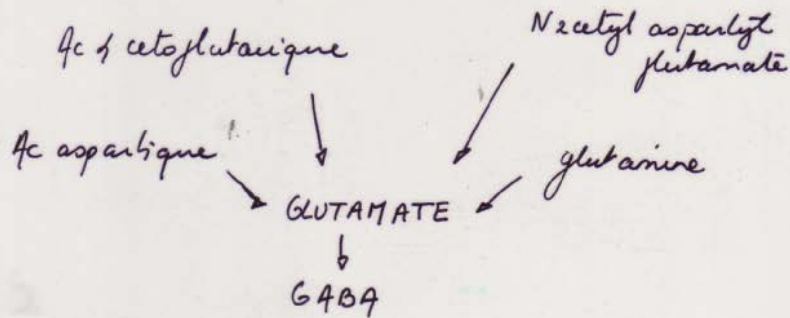 Ac α cetoglutarique
N acetyl aspartyl
glutamate
Ac aspartique
glutamine
GLUTAMATE
GABA